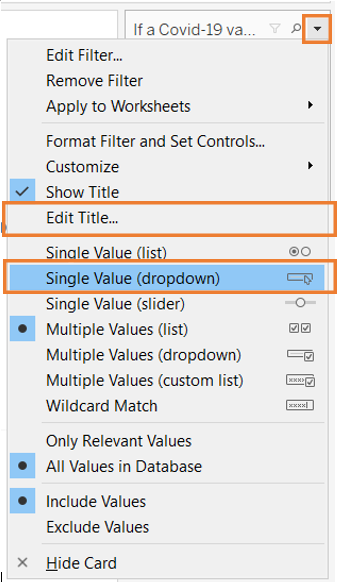 If a Covid-19 va...
Edit Filter...
Remove Filter
Apply to Worksheets
Format Filter and Set Controls...
Customize
Show Title
Edit Title...
Single Value (list)
Single Value (dropdown)
Single Value (slider)
Multiple Values (list)
Multiple Values (dropdown)
Multiple Values (custom list)
Wildcard Match
Only Relevant Values
All Values in Database
Include Values
Exclude Values
Hide Card